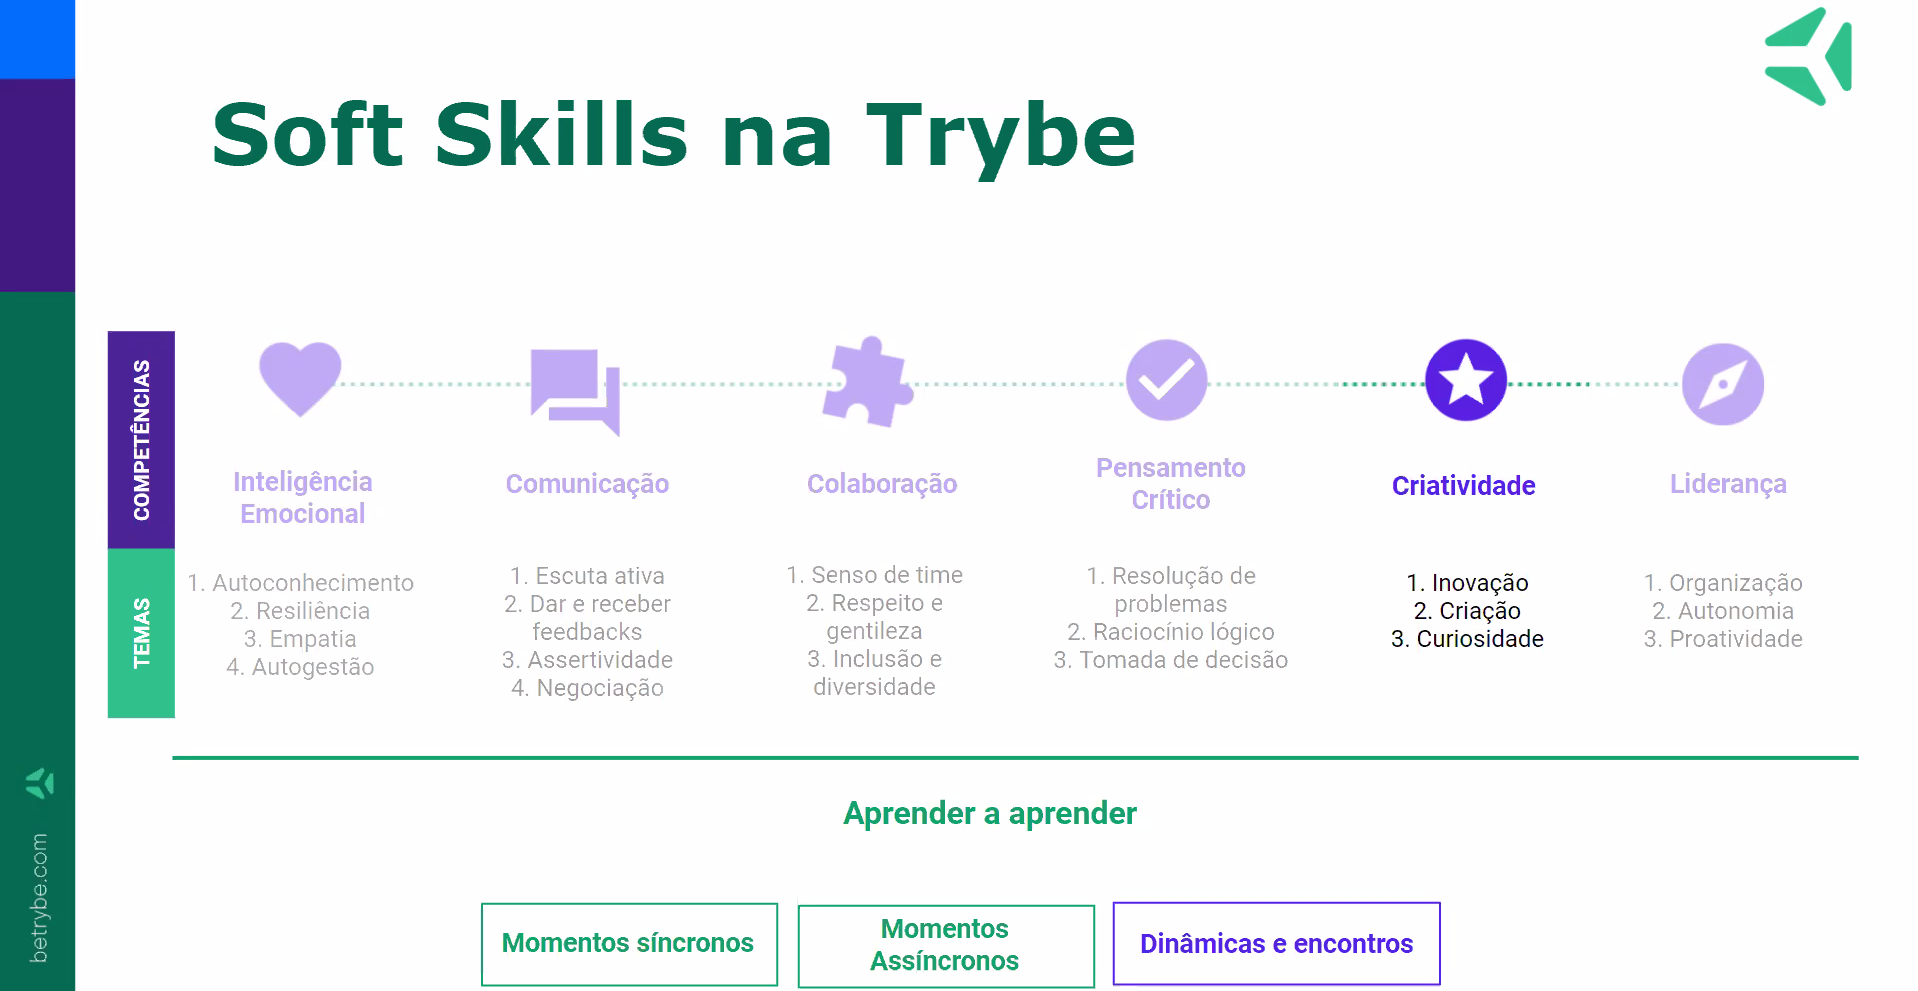 Soft Skills na Trybe
COMPETÊNCIAS
Inteligência
Emocional
Comunicação
Colaboração
Pensamento
Crítico
Criatividade
Liderança
TEMAS
1. Autoconhecimento
2. Resiliência
3. Empatia
4. Autogestão
1. Escuta ativa
2. Dar e receber
feedbacks
3. Assertividade
4. Negociação
1. Senso de time
2. Respeito e
gentileza
3. Inclusão e
diversidade
1. Resolução de
problemas
2. Raciocínio lógico
3. Tomada de decisão
1. Inovação
2. Criação
3. Curiosidade
1. Organização
2. Autonomia
3. Proatividade
Aprender a aprender
Momentos síncronos
Momentos
Assíncronos
Dinâmicas e encontros
betrybe.com